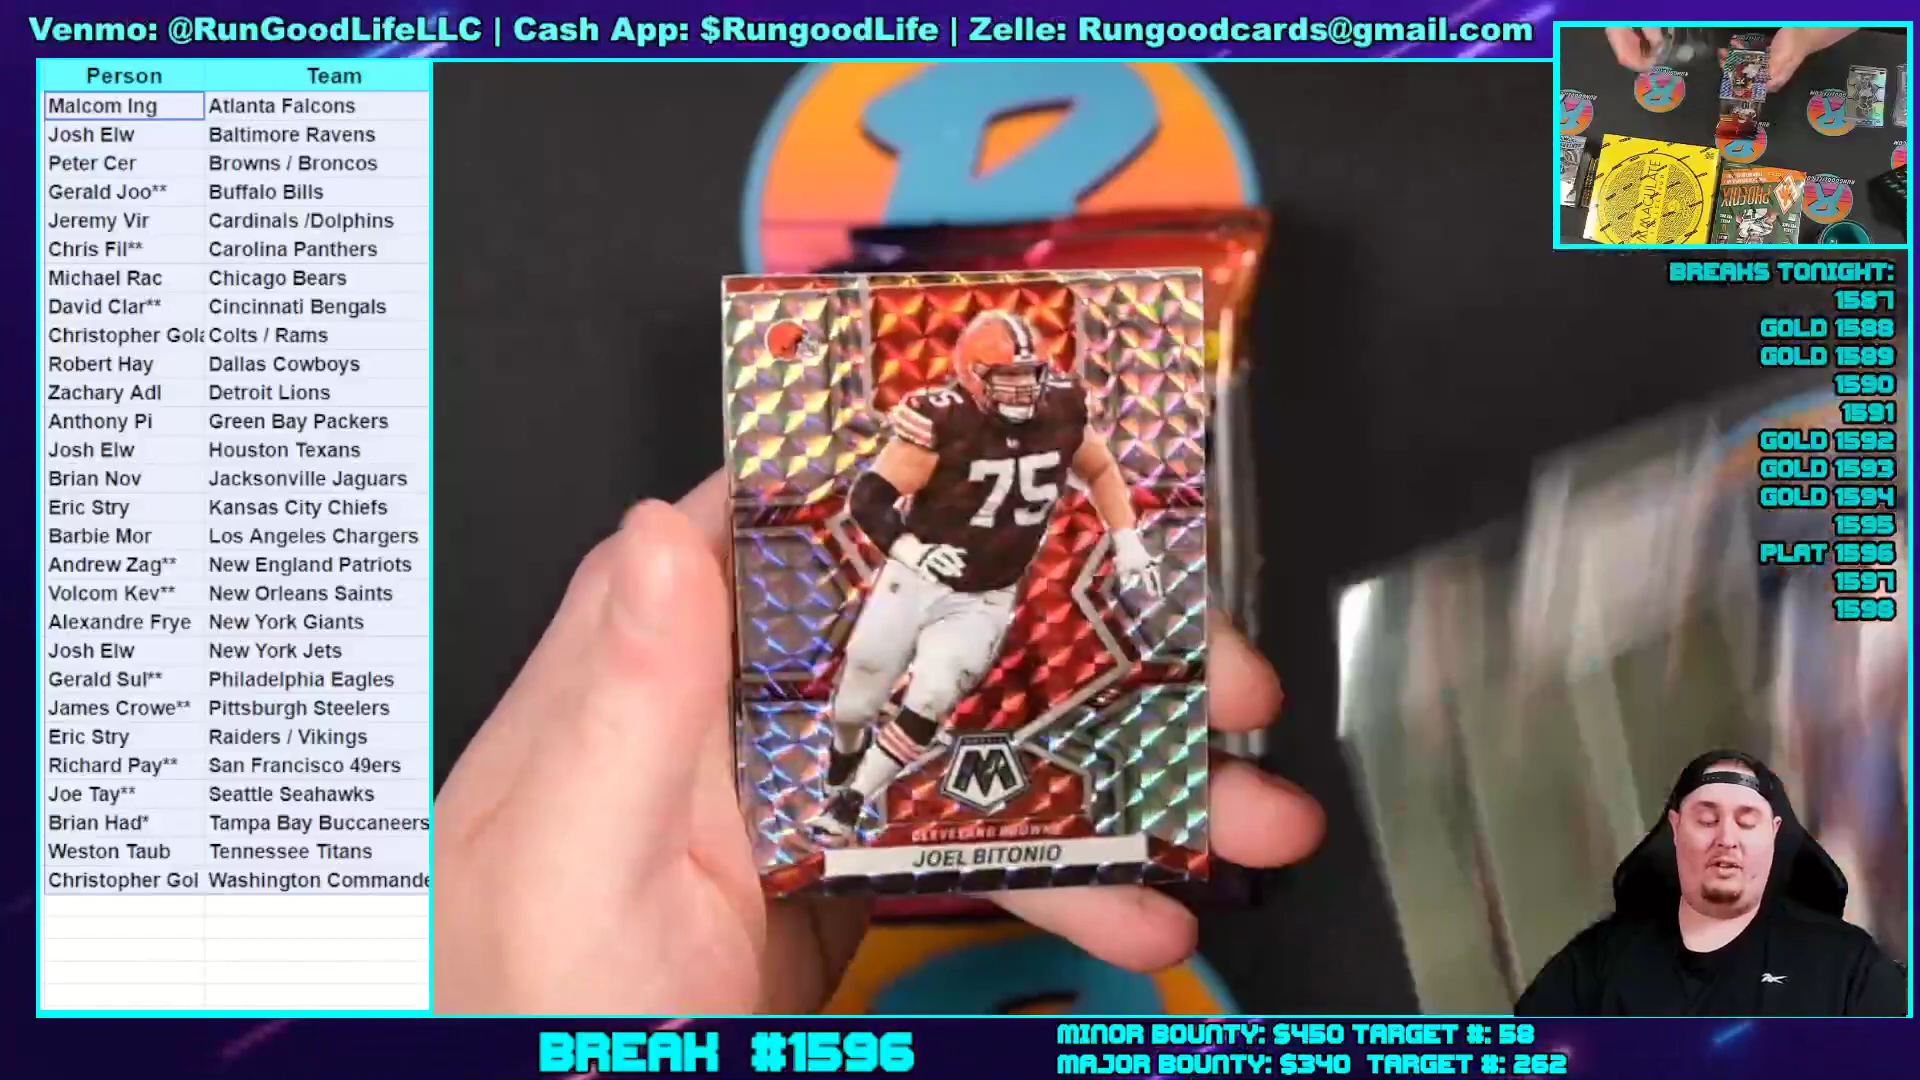 Venmo: @RunGoodLifeLLC | Cash App: $RungoodLife | Zelle: Rungoodcards@gmail.com
Person Team
Malcom Ing Atlanta Falcons
Josh Elw Baltimore Ravens
Peter Cer Browns / Broncos
Gerald Joo** Buffalo Bills
Jeremy Vir Cardinals /Dolphins
Chris Fil** Carolina Panthers
Michael Rac Chicago Bears
David Clar** Cincinnati Bengals
Christopher Gola Colts / Rams
Robert Hay Dallas Cowboys
Zachary Adl Detroit Lions
Anthony Pi Green Bay Packers
Josh Elw Houston Texans
Brian Nov Jacksonville Jaguars
Eric Stry Kansas City Chiefs
Barbie Mor Los Angeles Chargers
Andrew Zag** New England Patriots
Volcom Kev** New Orleans Saints
Alexandre Frye New York Giants
Josh Elw New York Jets
Gerald Sul** Philadelphia Eagles
James Crowe** Pittsburgh Steelers
Eric Stry Raiders / Vikings
Richard Pay** San Francisco 49ers
Joe Tay** Seattle Seahawks
Brian Had* Tampa Bay Buccaneers
Weston Taub Tennessee Titans
Christopher Gol Washington Commande
75
75
M
CLEVELAND BROWNS
JOEL BITONIO
PHOENIX
BREAKS TONIGHT:
1587
GOLD 1588
GOLD 1589
1590
1591
GOLD 1592
GOLD 1593
GOLD 1594
1595
PLAT 1596
1597
1598
BREAK #1596
MINOR BOUNTY: $450 TARGET #: 58
MAJOR BOUNTY: $340 TARGET #: 262